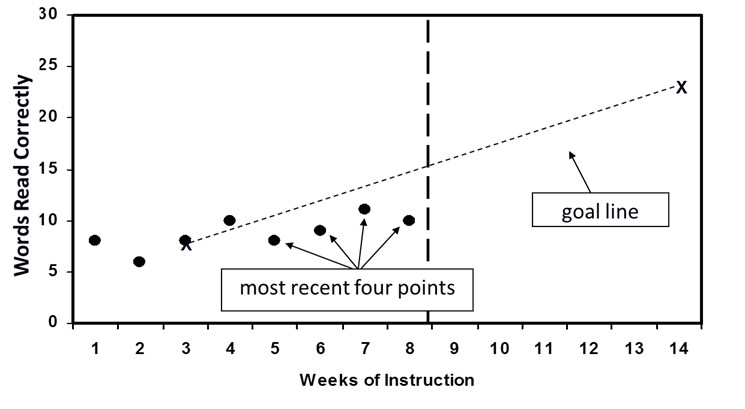 30
25
20
15
10
5
0
Words Read Correctly
X
X
goal line
most recent four points
1 2 3 4 5 6 7 8 9 10 11 12 13 14
Weeks of Instruction